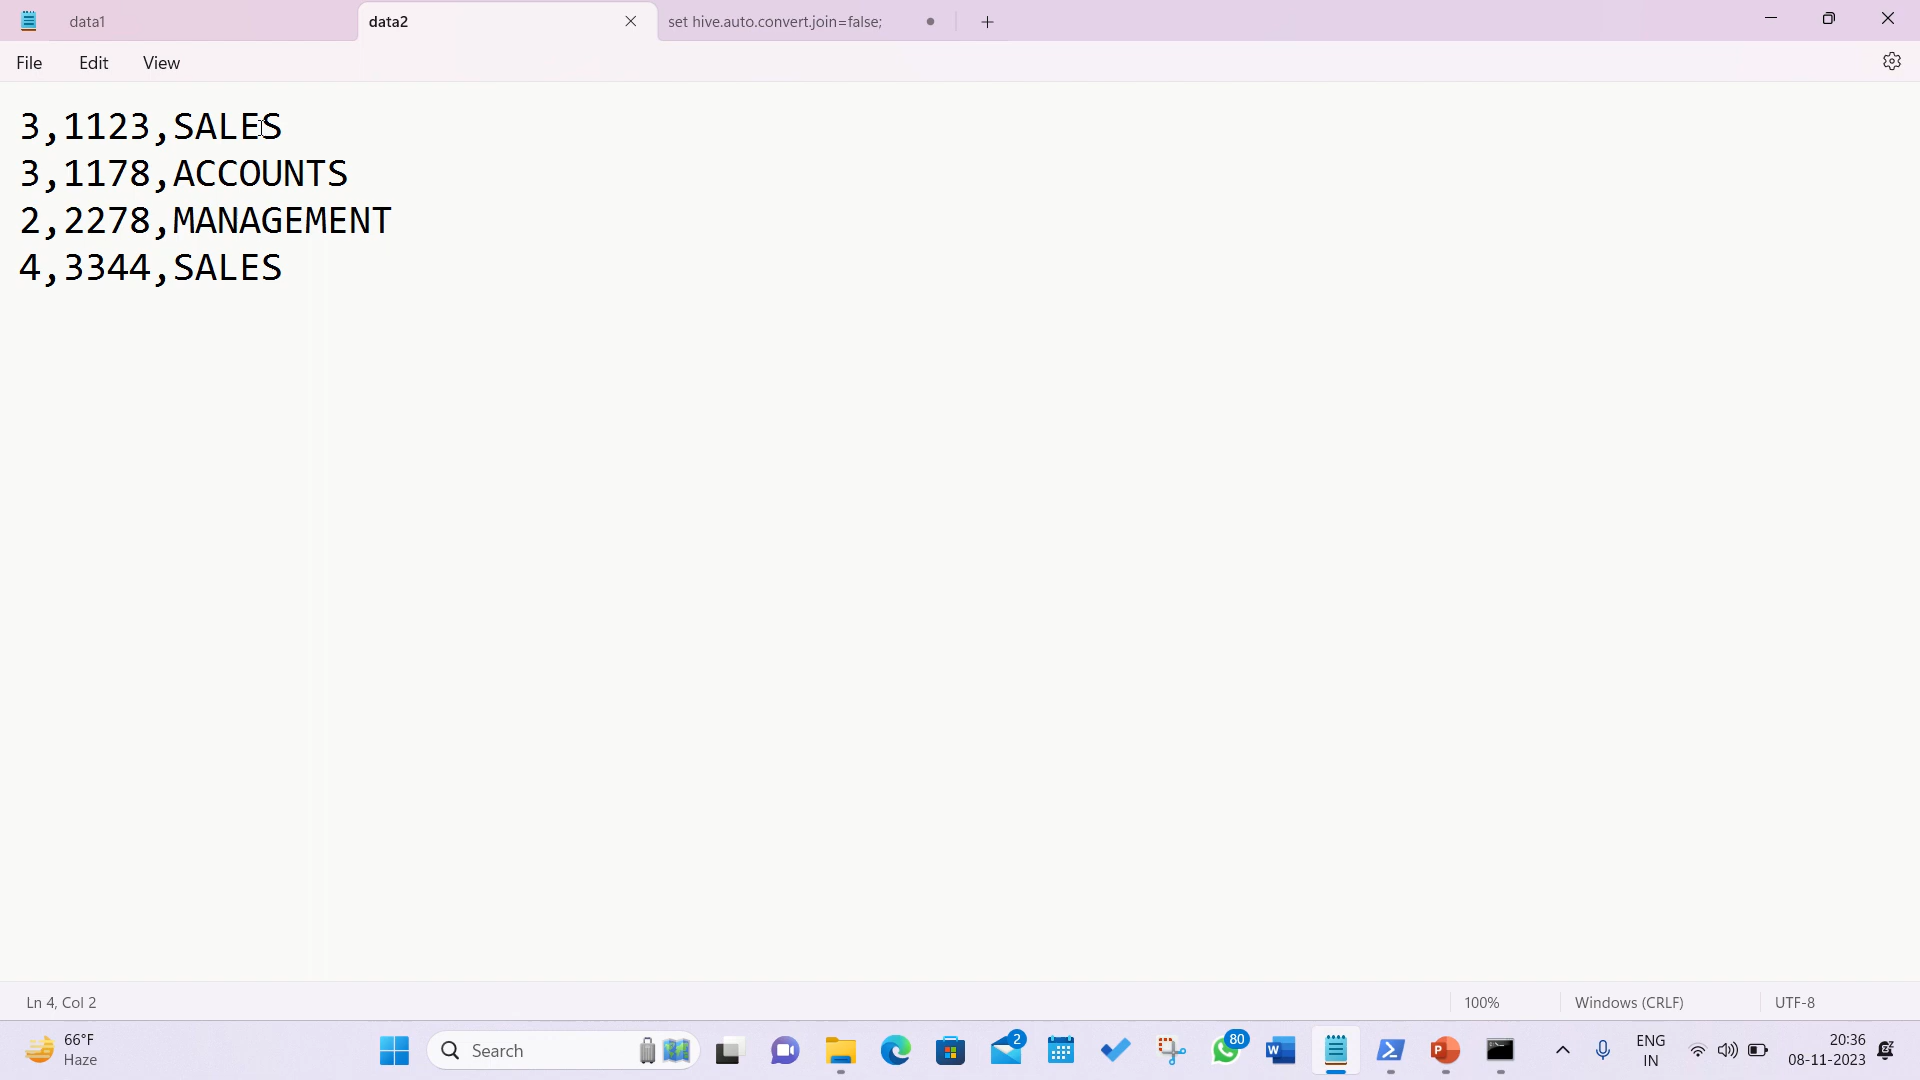 data1
data2
set hive.auto.convert.join=false;
File Edit View
3,1123,SALES
3,1178,ACCOUNTS
2,2278,MANAGEMENT
4,3344,SALES
Ln 4, Col 2
100%
Windows (CRLF)
UTF-8
66°F
Haze
Search
2
80
ENG
IN
20:36
08-11-2023